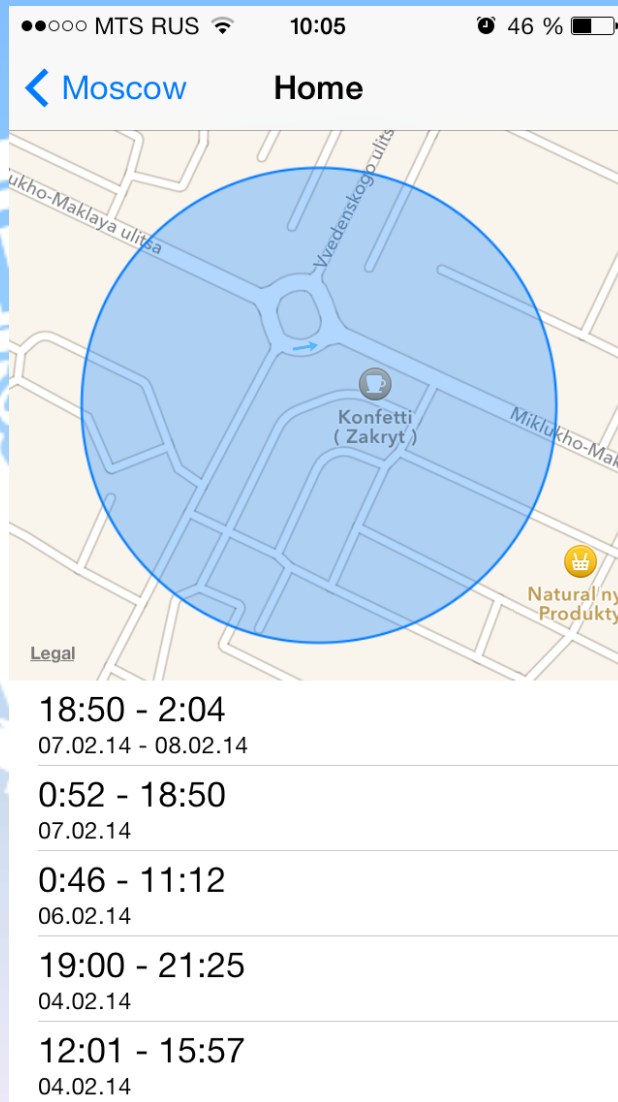 MTS RUS 10:05 46 %
Moscow Home
Vvedenskogo ulits
ukho-Maklaya ulitsa
Konfetti
( Zakryt )
Miklukho-Mak
Natural'ny
Produkty
Legal
18:50 - 2:04
07.02.14 - 08.02.14
0:52 - 18:50
07.02.14
0:46 - 11:12
06.02.14
19:00 - 21:25
04.02.14
12:01 - 15:57
04.02.14